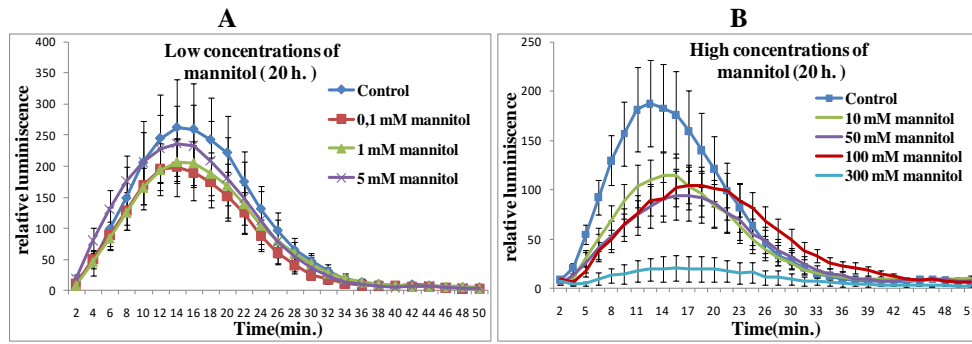 A
Low concentrations of
mannitol (20 h.)
relative luminiscence
400
350
300
250
200
150
100
50
0
Control
0,1 mM mannitol
1 mM mannitol
5 mM mannitol
2 4 6 8 10 12 14 16 18 20 22 24 26 28 30 32 34 36 38 40 42 44 46 48 50
Time(min.)
B
High concentrations of
mannitol (20 h.)
relative luminiscence
250
200
150
100
50
0
Control
10 mM mannitol
50 mM mannitol
100 mM mannitol
300 mM mannitol
2 5 8 11 14 17 20 23 26 29 33 36 39 42 45 48 51
Time(min.)